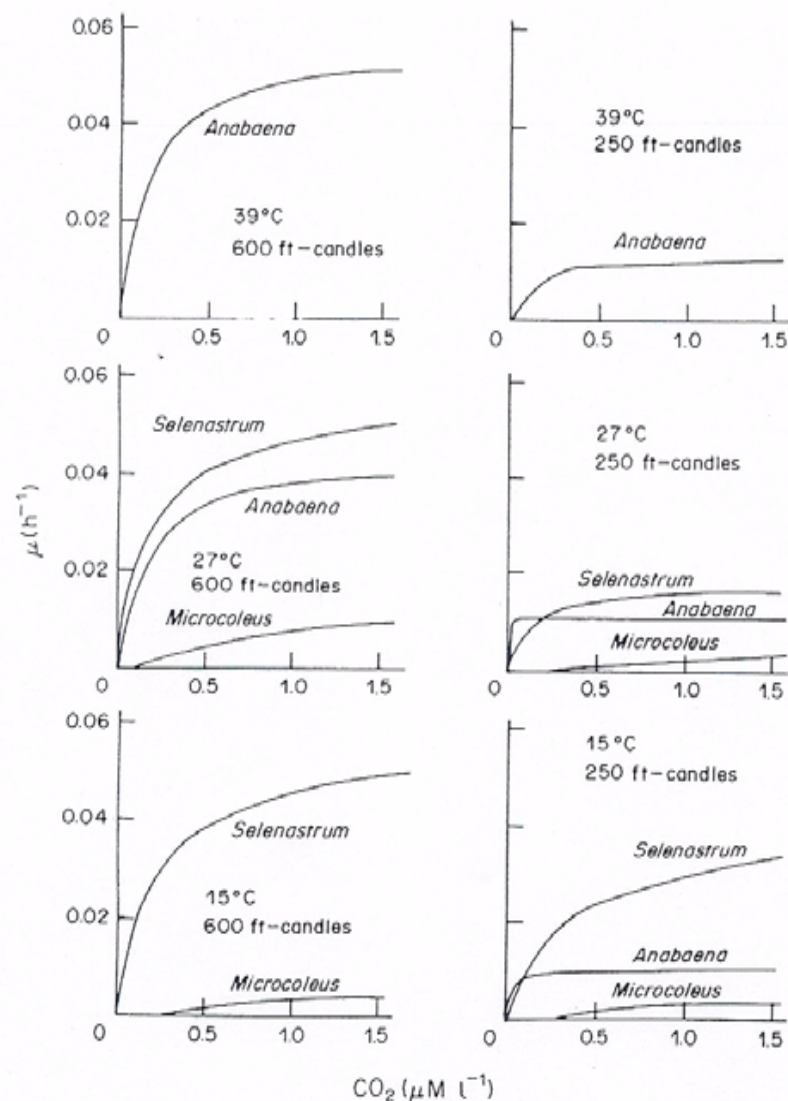 0.06
0.04
0.02
0
Anabaena
39°C
600 ft-candles
0.5
1.0
1.5
39°C
250 ft-candles
Anabaena
0
0.5
1.0
1.5
μ(h⁻¹)
0.06
0.04
0.02
0
Selenastrum
Anabaena
27°C
600 ft-candles
Microcoleus
0.5
1.0
1.5
27°C
250 ft-candles
Selenastrum
Anabaena
Microcoleus
0
0.5
1.0
1.5
0.06
0.04
0.02
0
Selenastrum
15°C
600 ft-candles
Microcoleus
0.5
1.0
1.5
15°C
250 ft-candles
Selenastrum
Anabaena
Microcoleus
0
0.5
1.0
1.5
CO₂(μM l⁻¹)